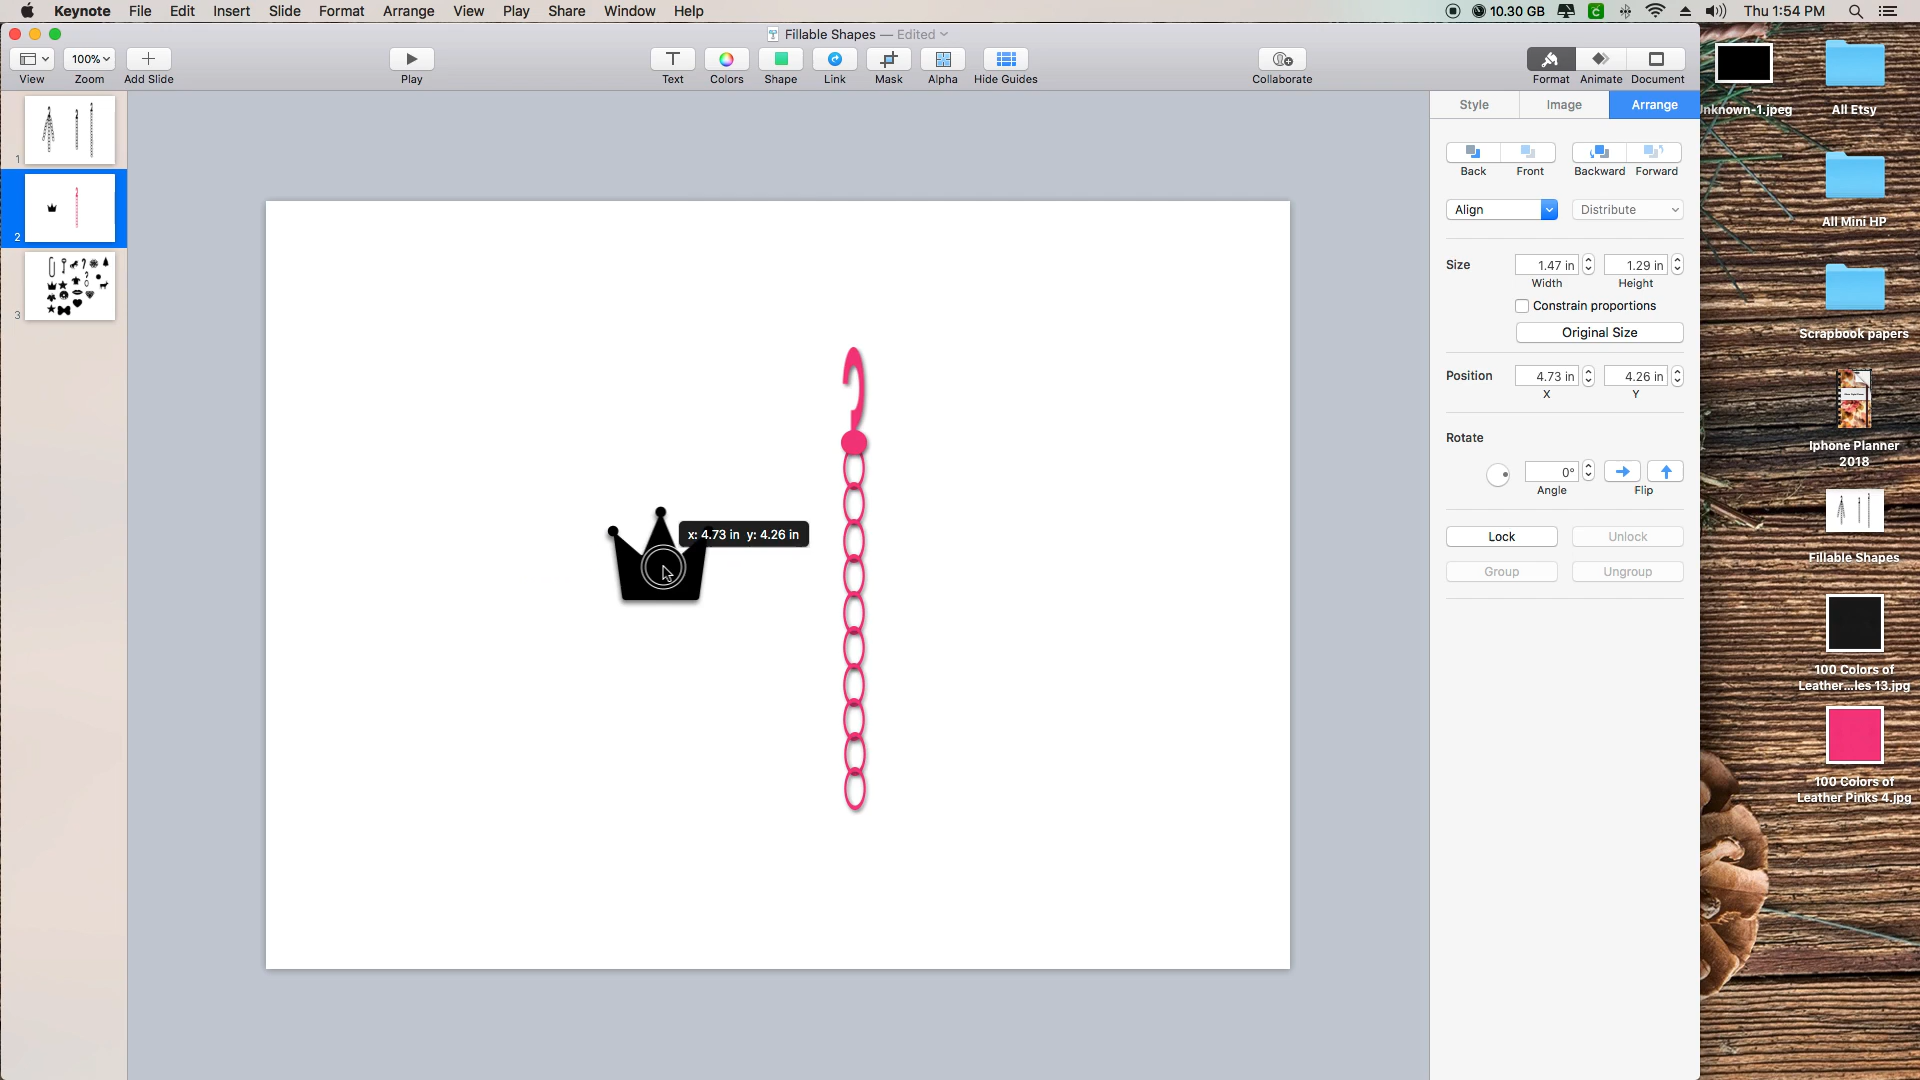 Keynote File Edit Insert Slide Format Arrange View Play Share Window Help 10.30 GB Thu 1:54 PM
Fillable Shapes — Edited
100%
View Zoom Add Slide Play Text Colors Shape Link Mask Alpha Hide Guides Collaborate Format Animate Document
Style Image Arrange
1
2
3
x: 4.73 in y: 4.26 in
Back Front Backward Forward
Align Distribute
Size 1.47 in 1.29 in
Width Height
Constrain proportions
Original Size
Position 4.73 in 4.26 in
X Y
Rotate
0°
Angle Flip
Lock Unlock
Group Ungroup
nknown-1.jpeg All Etsy
All Mini HP
Scrapbook papers
Iphone Planner
2018
Fillable Shapes
100 Colors of
Leather...les 13.jpg
100 Colors of
Leather Pinks 4.jpg